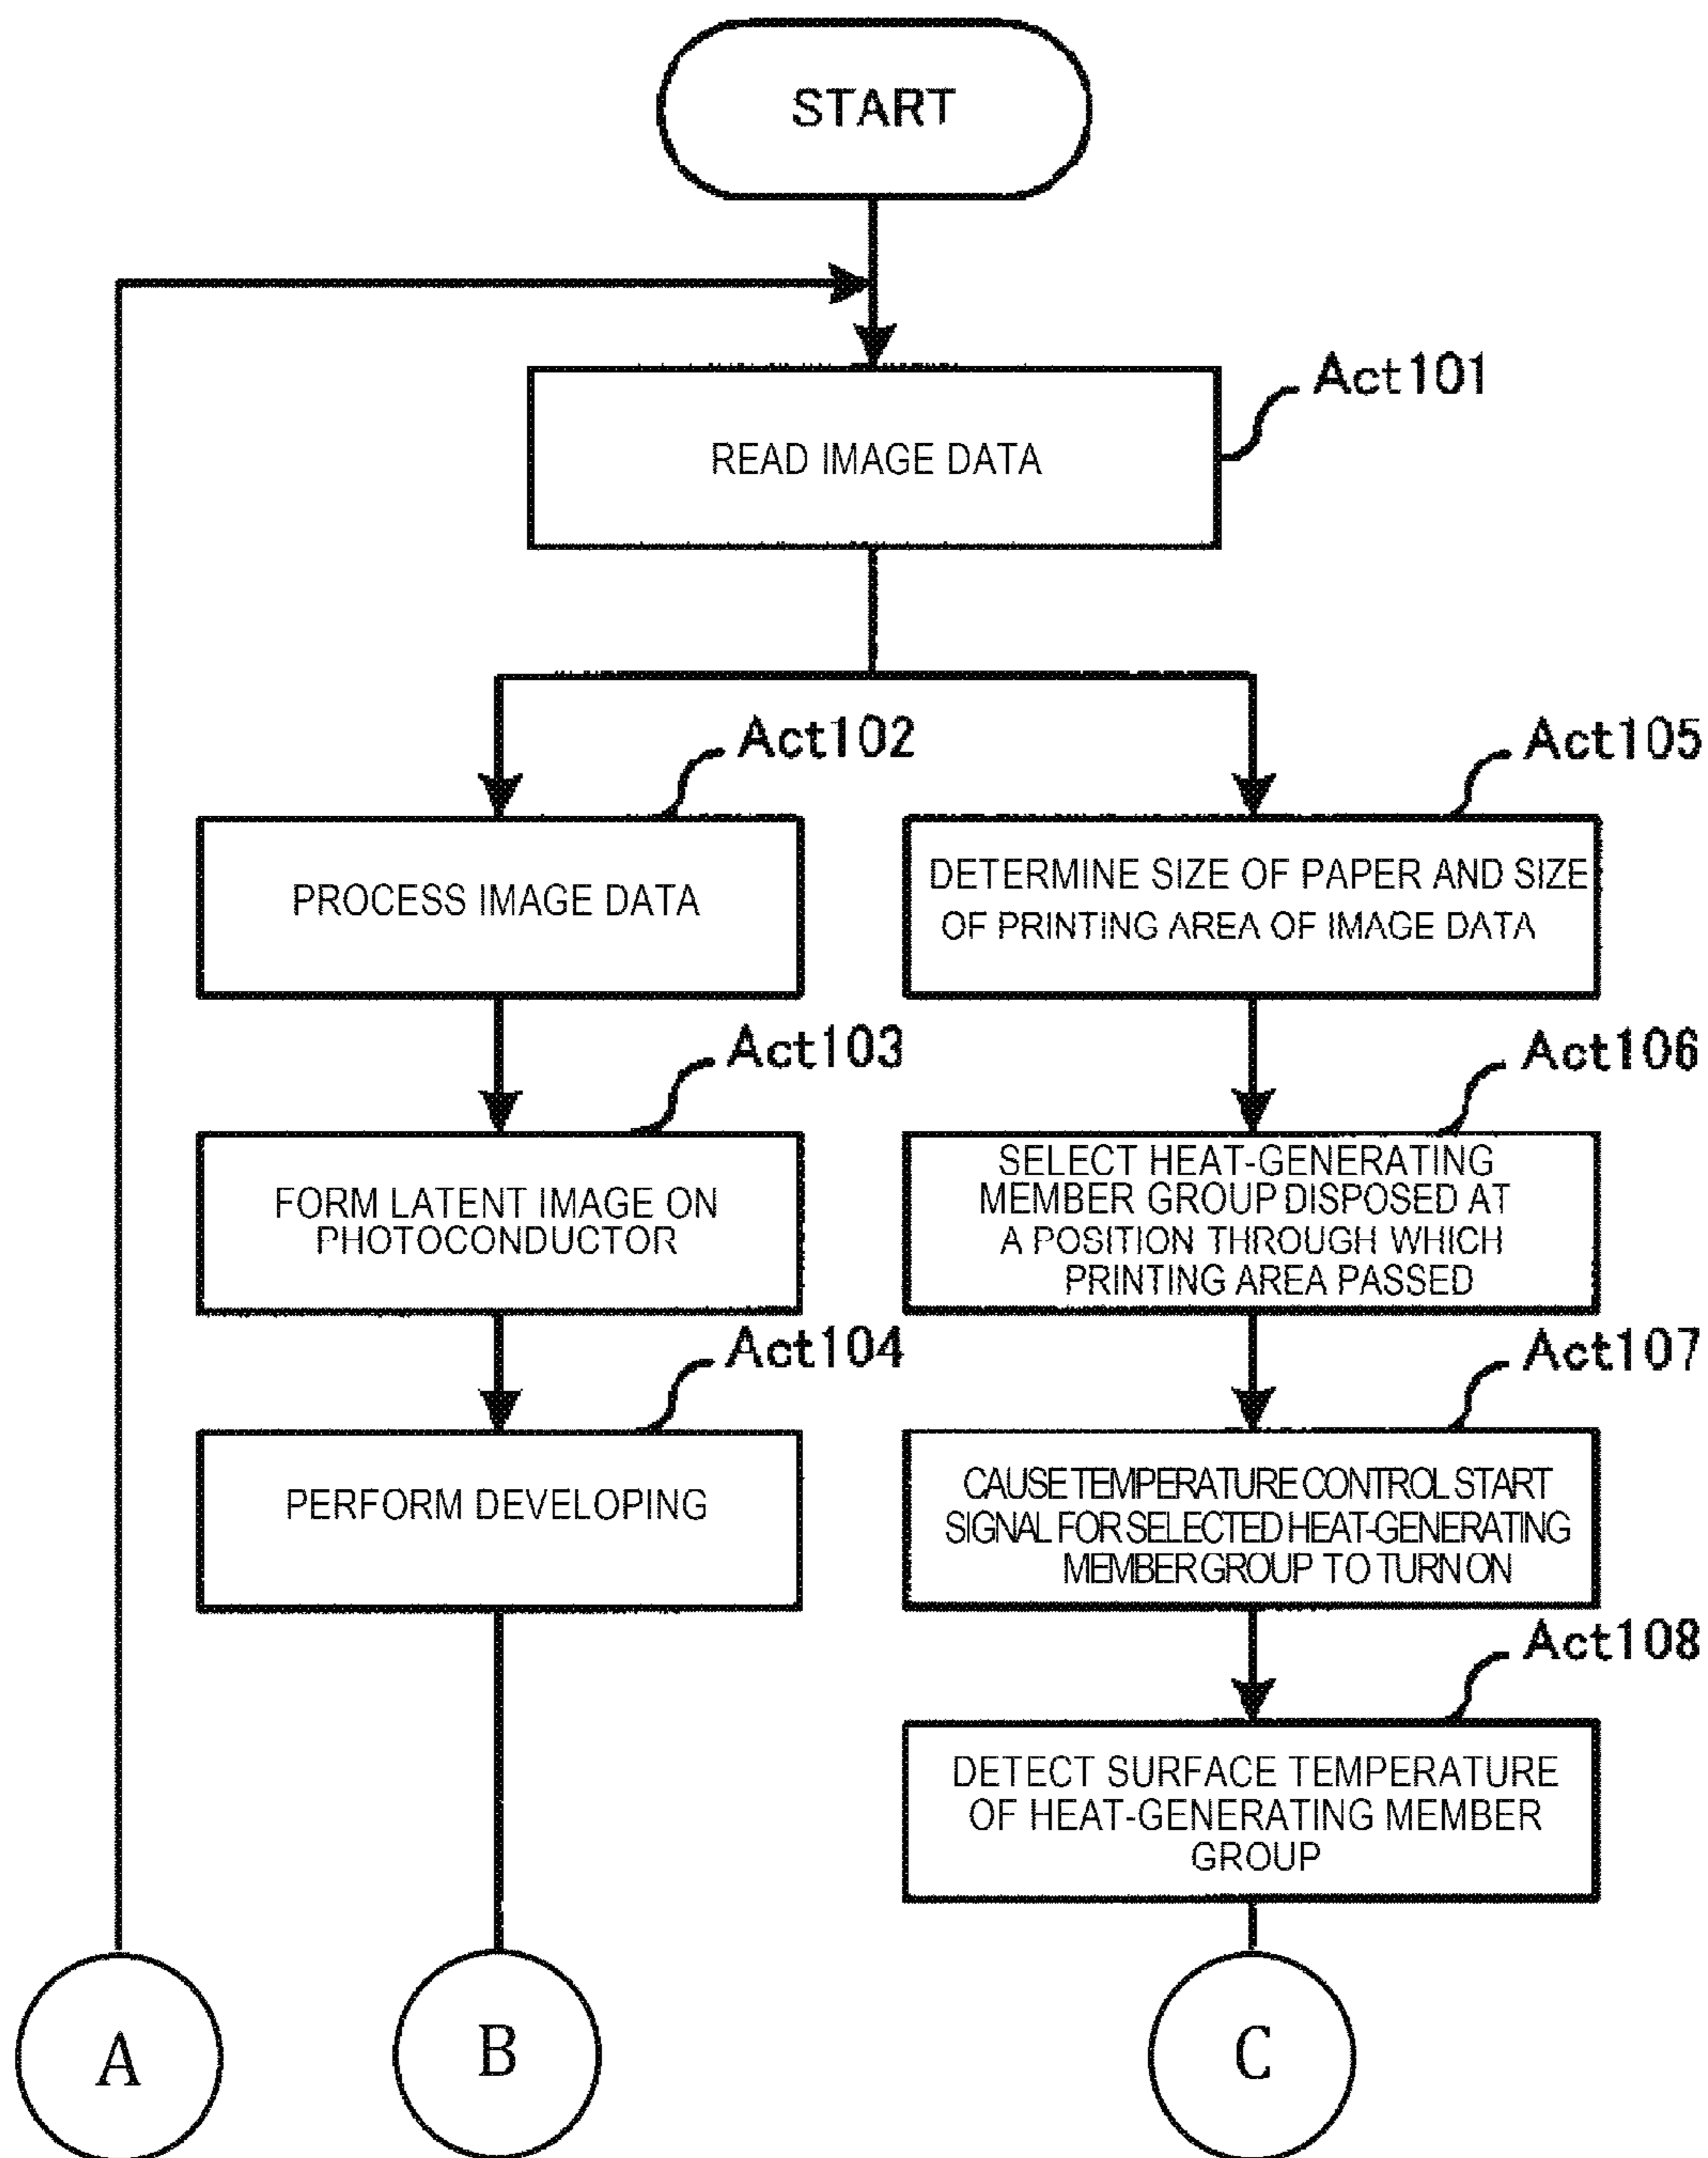 START
Act101
READ IMAGE DATA
Act102
PROCESS IMAGE DATA
Act103
FORM LATENT IMAGE ON
PHOTOCONDUCTOR
Act104
PERFORM DEVELOPING
Act105
DETERMINE SIZE OF PAPER AND SIZE
OF PRINTING AREA OF IMAGE DATA
Act106
SELECT HEAT-GENERATING
MEMBER GROUP DISPOSED AT
A POSITION THROUGH WHICH
PRINTING AREA PASSED
Act107
CAUSE TEMPERATURE CONTROL START
SIGNAL FOR SELECTED HEAT-GENERATING
MEMBER GROUP TO TURN ON
Act108
DETECT SURFACE TEMPERATURE
OF HEAT-GENERATING MEMBER
GROUP
A
B
C